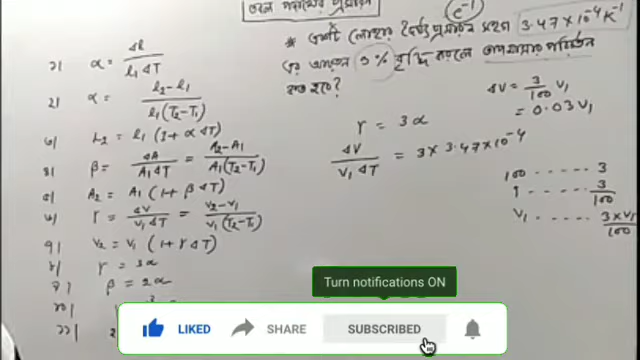 তাপে পদার্থের প্রসারণ
১। α = Δl / l₁ΔT
২। α = l₂-l₁ / l₁(T₂-T₁)
৩। L₂ = l₁(1+αΔT)
৪। β = ΔA / A₁ΔT = A₂-A₁ / A₁(T₂-T₁)
৫। A₂ = A₁(1+βΔT)
৬। γ = ΔV / V₁ΔT = V₂-V₁ / V₁(T₂-T₁)
৭। V₂ = V₁(1+γΔT)
৮। γ = 3α
৯। β = 2α
১০।
১১।
* একটি লোহার দৈর্ঘ্য প্রসারণ সহগ 3.47×10⁻⁴ K⁻¹
C⁻¹
এর আয়তন ৩% বৃদ্ধি করলে তাপমাত্রার পরিবর্তন
কত হবে?
γ = 3α
ΔV / V₁ΔT = 3×3.47×10⁻⁴
ΔV = 3/100 V₁
= 0.03V₁
100 ----- 3
1 ----- 3/100
V₁ ----- 3×V₁/100
Turn notifications ON
LIKED SHARE SUBSCRIBED